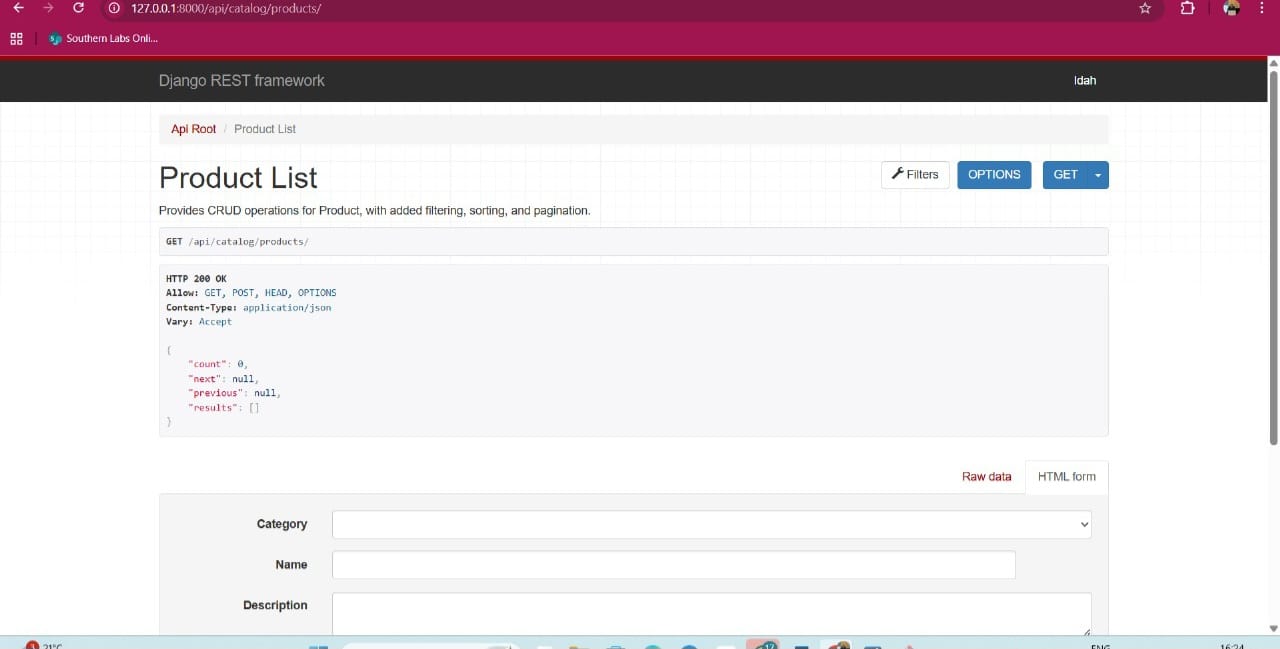 127.0.0.1:8000/api/catalog/products/
Southern Labs Onli...
Django REST framework
Idah
Api Root / Product List
Product List
Filters
OPTIONS
GET
Provides CRUD operations for Product, with added filtering, sorting, and pagination.
GET /api/catalog/products/
HTTP 200 OK
Allow: GET, POST, HEAD, OPTIONS
Content-Type: application/json
Vary: Accept
{
"count": 0,
"next": null,
"previous": null,
"results": []
}
Raw data
HTML form
Category
Name
Description
21°C
ENG
16:24